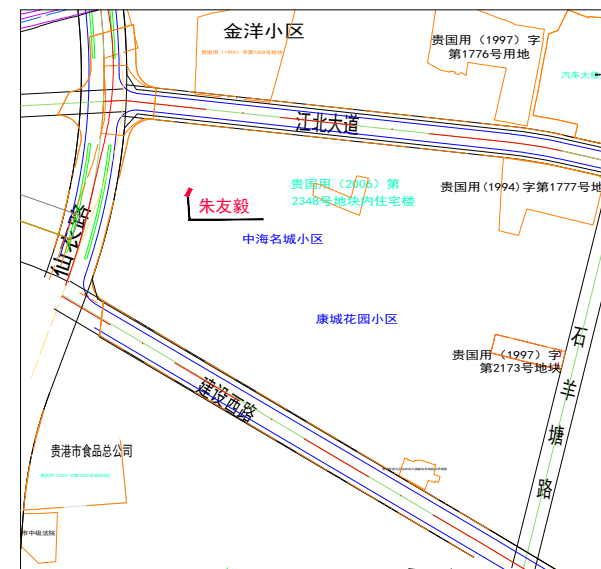 金洋小区
贵国用（1997）字
第1776号用地
汽车大
江北大道
贵国用（2005）第
2348号地块内住宅楼
贵国用(1994)字第1777号地
朱友毅
仙衣路
中海名城小区
康城花园小区
石羊塘路
贵国用（1997）字
第2173号地块
建设西路
贵港市食品总公司
市中级法院